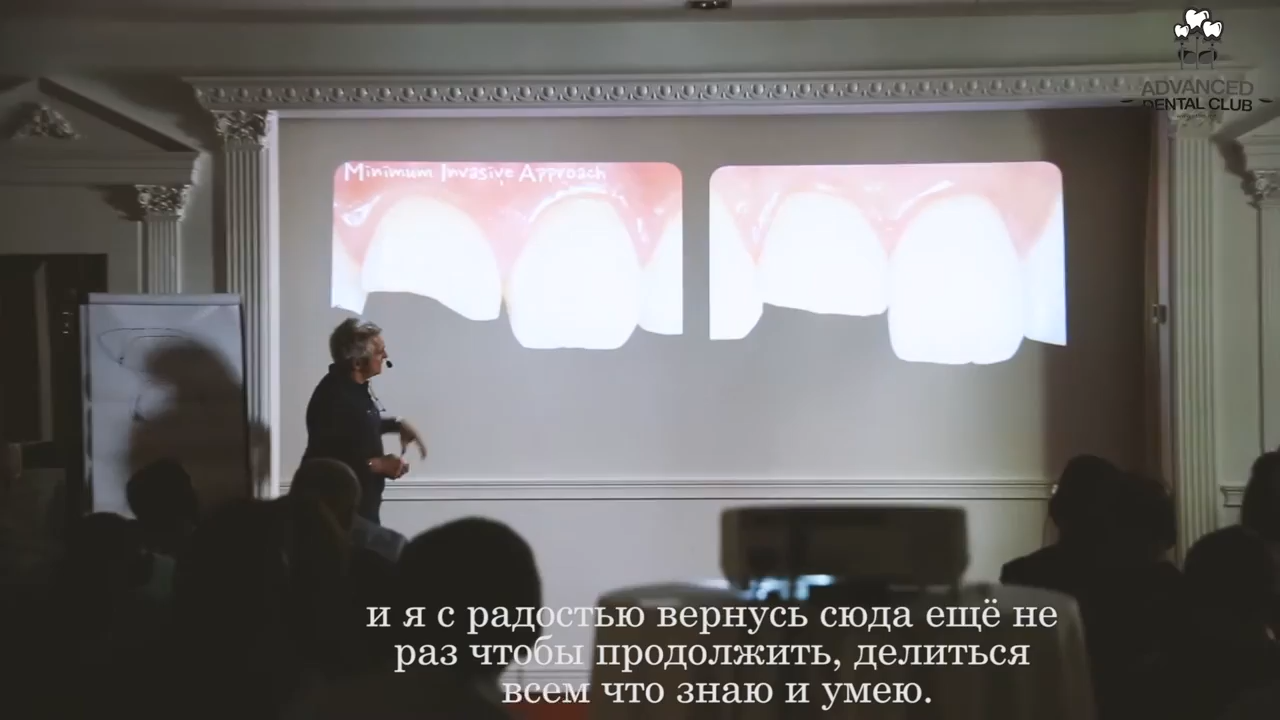 ADVANCED
DENTAL CLUB
Minimum Invasive Approach
и я с радостью вернусь сюда ещё не
раз чтобы продолжить, делиться
всем что знаю и умею.